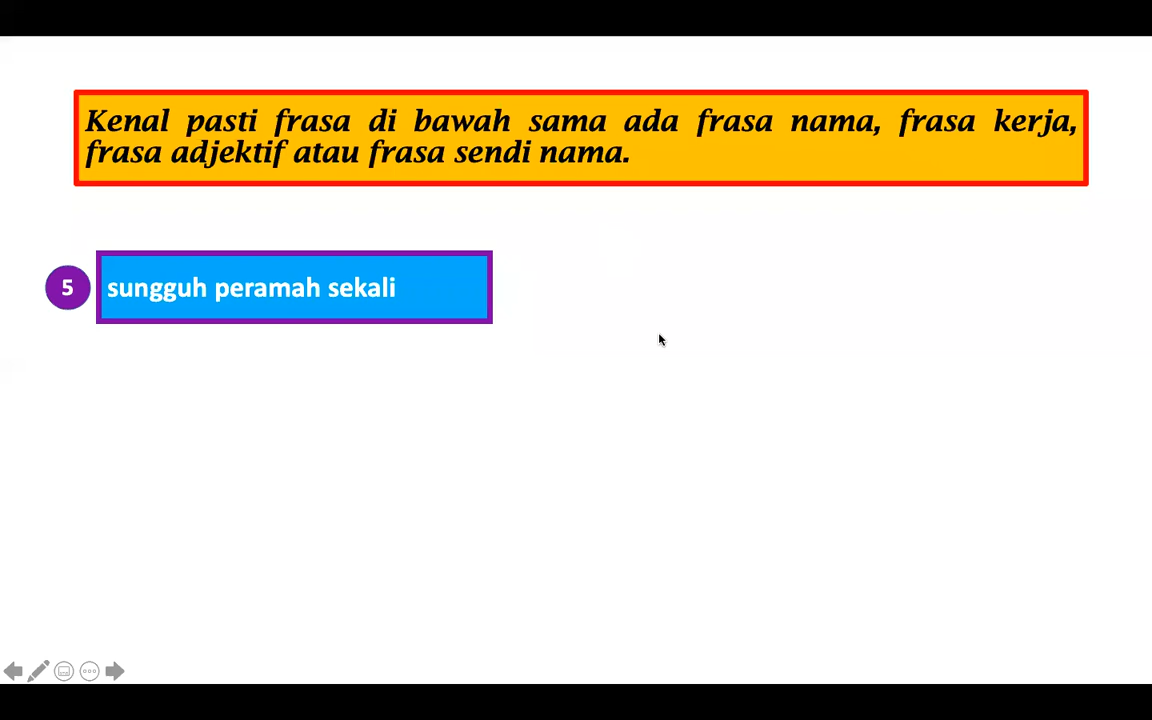 Kenal pasti frasa di bawah sama ada frasa nama, frasa kerja,
frasa adjektif atau frasa sendi nama.
5
sungguh peramah sekali